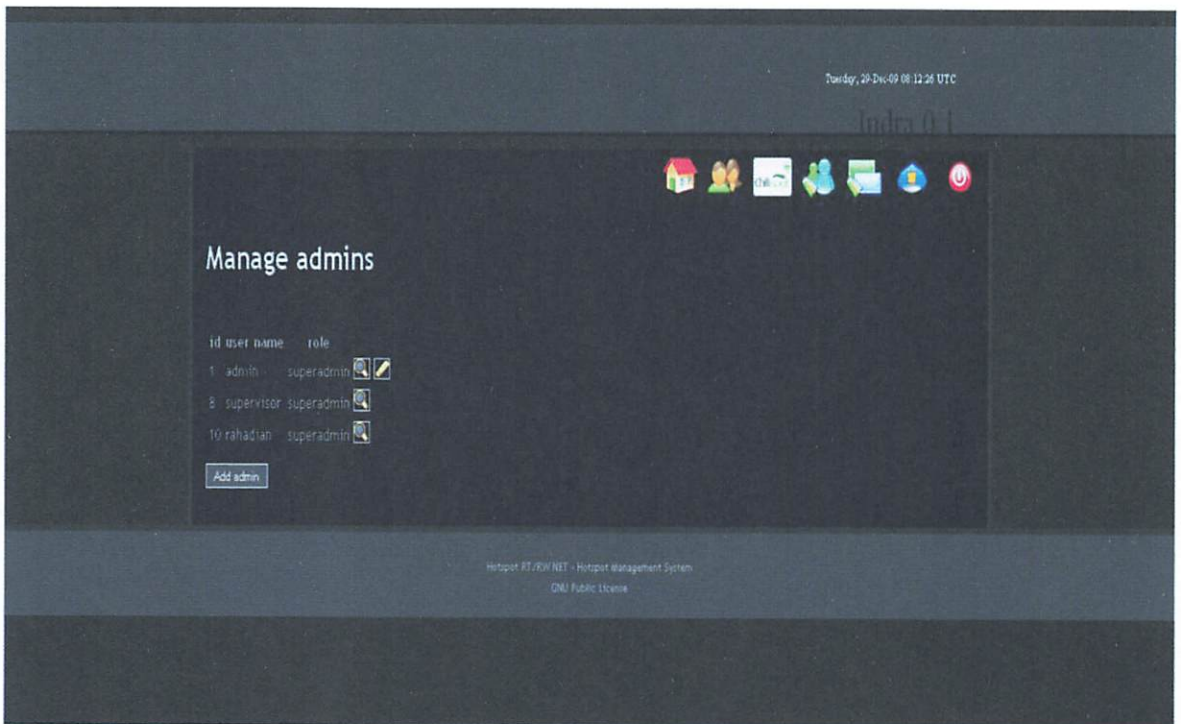 Tuesday, 29-Dec-09 08:12:26 UTC
Indra 0.1
Manage admins
id user name role
1 admin superadmin
8 supervisor superadmin
10 rahadian superadmin
Add admin
Hotspot RT/RW NET - Hotspot Management System
GNU Public License